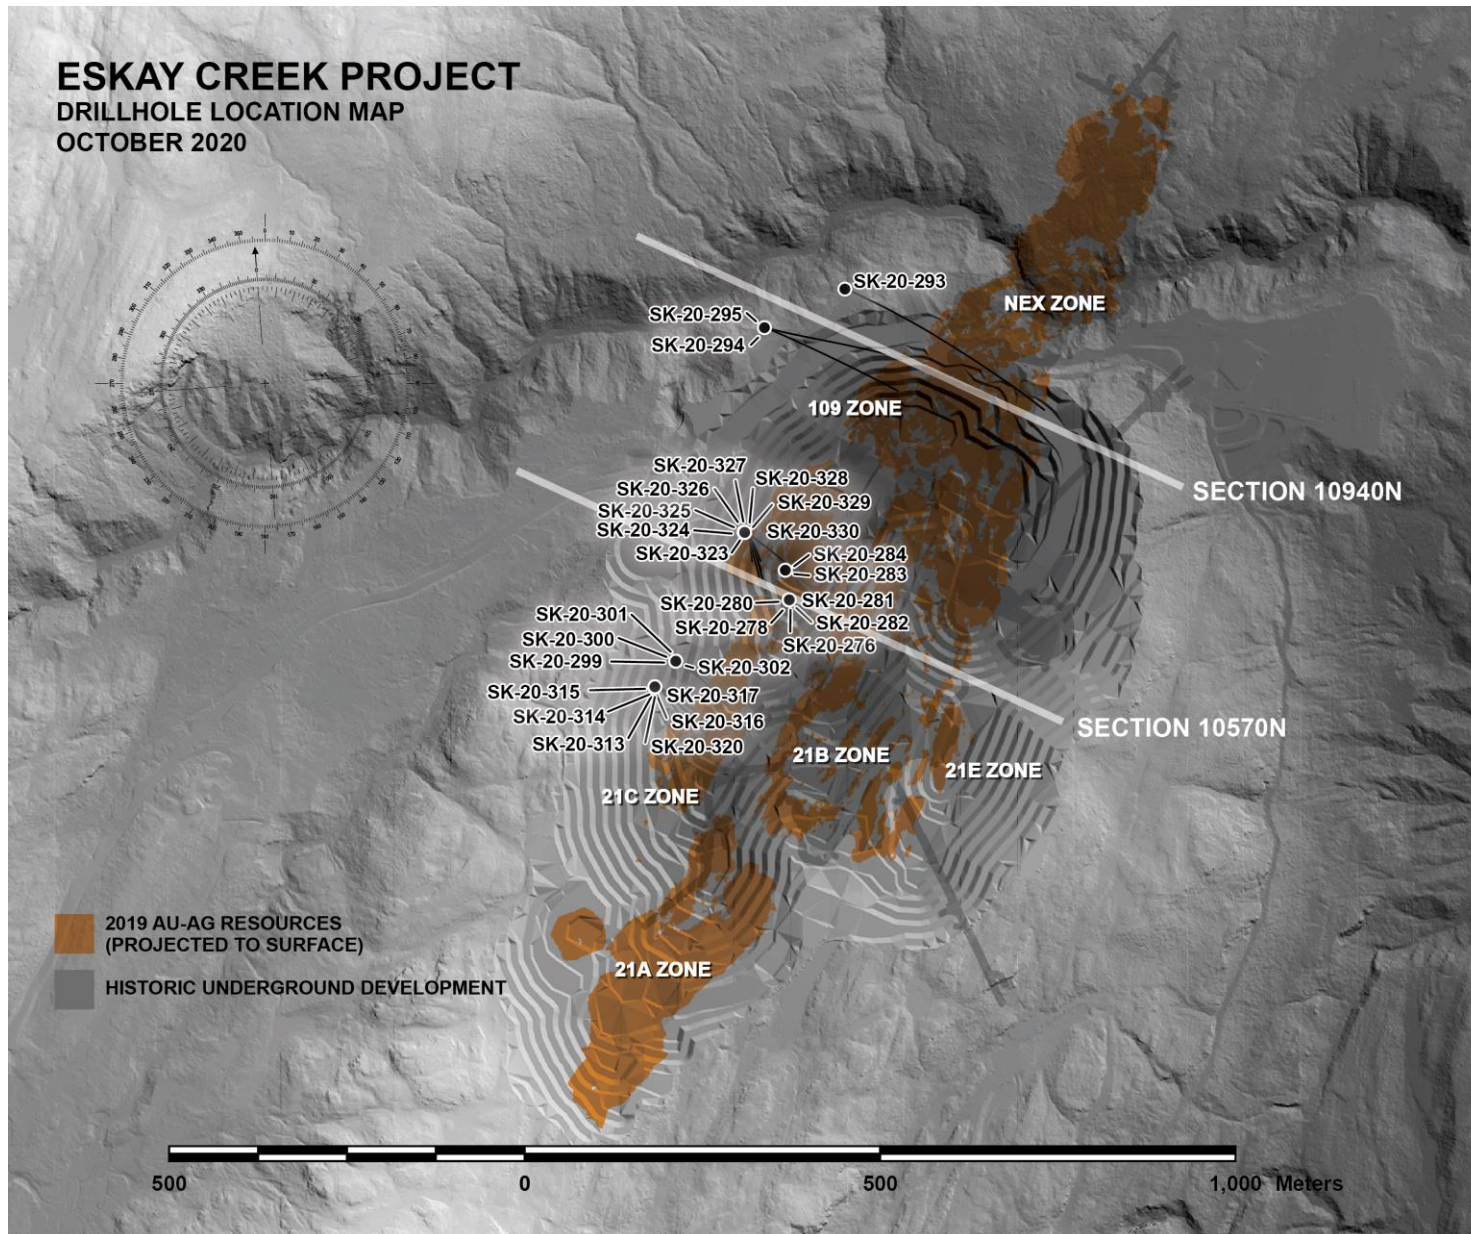 ESKAY CREEK PROJECT
DRILLHOLE LOCATION MAP
OCTOBER 2020
SK-20-293
SK-20-295
SK-20-294
NEX ZONE
109 ZONE
SK-20-327
SK-20-328
SK-20-326
SK-20-329
SK-20-325
SK-20-324
SK-20-330
SK-20-323
SK-20-284
SK-20-283
SECTION 10940N
SK-20-280
SK-20-281
SK-20-278
SK-20-282
SK-20-276
SK-20-301
SK-20-300
SK-20-299
SK-20-302
SK-20-315
SK-20-317
SK-20-314
SK-20-316
SK-20-313
SK-20-320
SECTION 10570N
21B ZONE
21E ZONE
21C ZONE
21A ZONE
2019 AU-AG RESOURCES
(PROJECTED TO SURFACE)
HISTORIC UNDERGROUND DEVELOPMENT
500 0 500 1,000 Meters